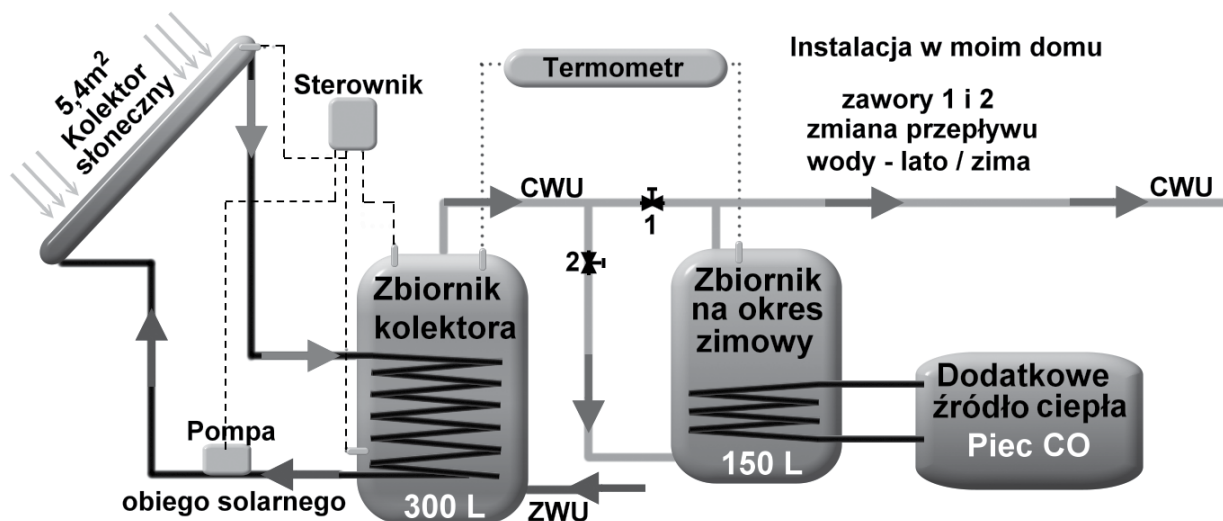 Instalacja w moim domu
5,4m²
Kolektor
słoneczny
Sterownik
Termometr
zawory 1 i 2
zmiana przepływu
wody - lato / zima
CWU
CWU
1
2
Zbiornik
kolektora
300 L
Zbiornik
na okres
zimowy
150 L
Dodatkowe
źródło ciepła
Piec CO
Pompa
obiego solarnego
ZWU